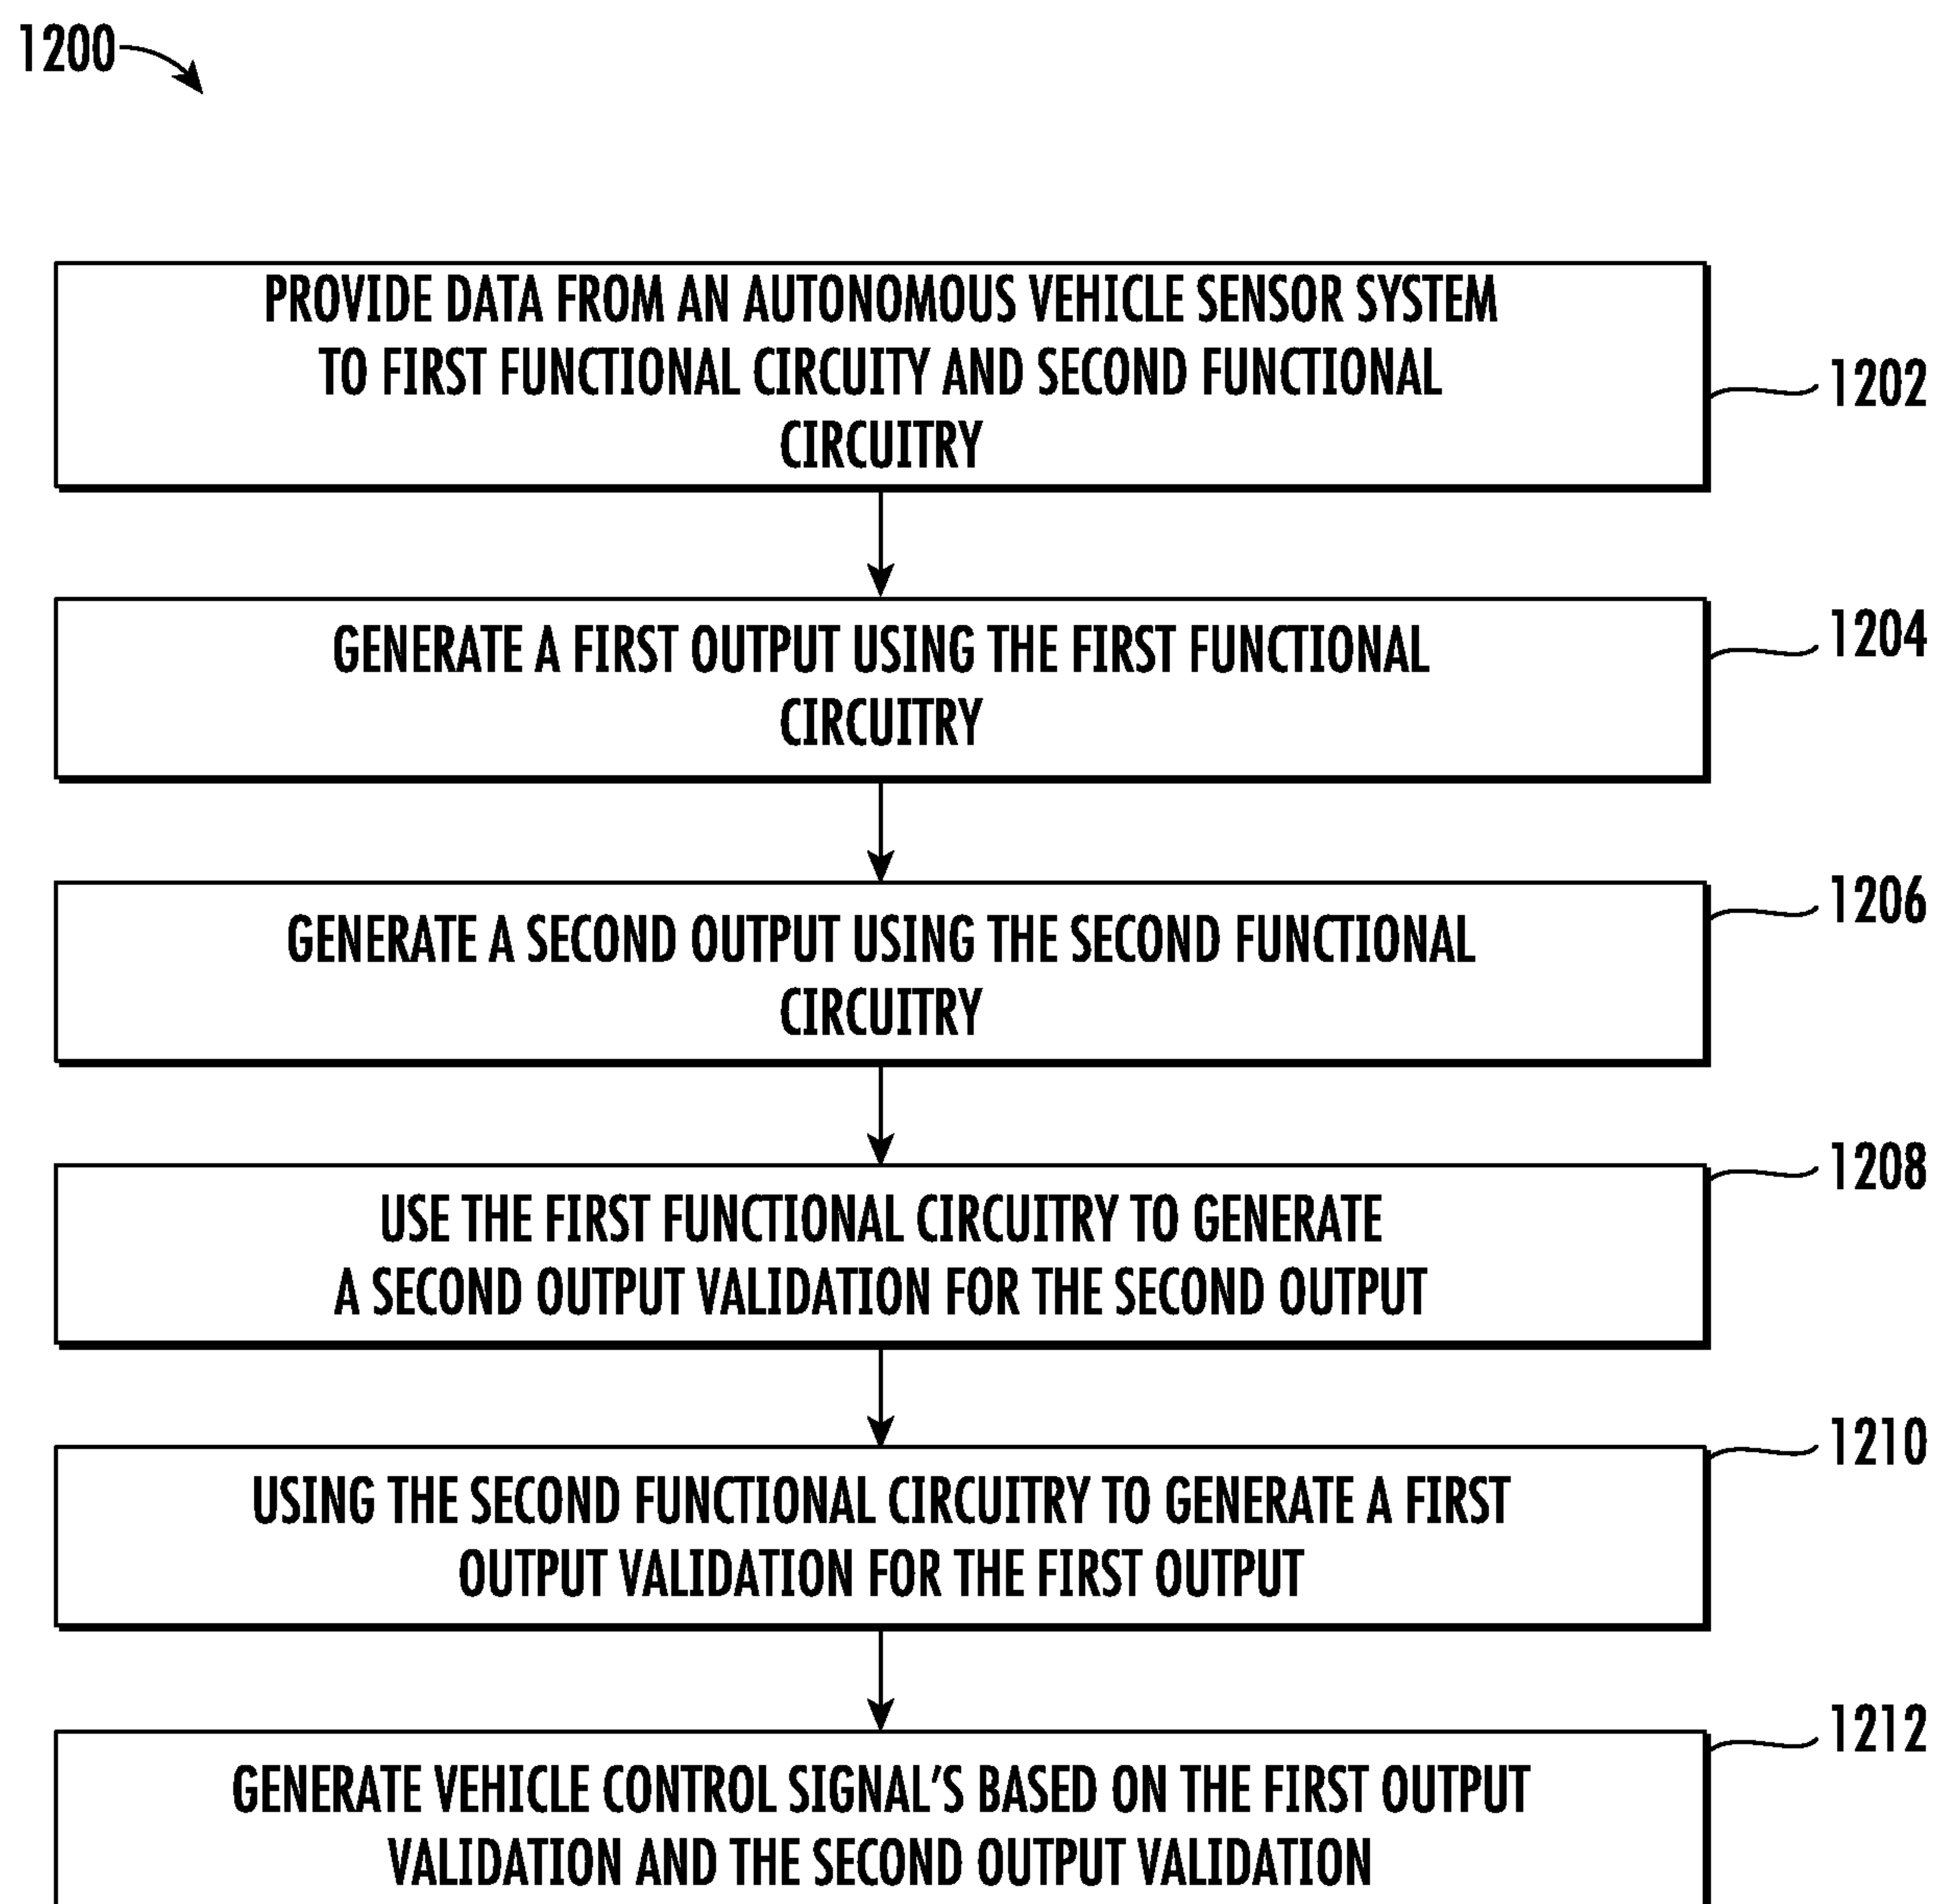 1200
PROVIDE DATA FROM AN AUTONOMOUS VEHICLE SENSOR SYSTEM
TO FIRST FUNCTIONAL CIRCUITY AND SECOND FUNCTIONAL
CIRCUITRY
1202
GENERATE A FIRST OUTPUT USING THE FIRST FUNCTIONAL
CIRCUITRY
1204
GENERATE A SECOND OUTPUT USING THE SECOND FUNCTIONAL
CIRCUITRY
1206
USE THE FIRST FUNCTIONAL CIRCUITRY TO GENERATE
A SECOND OUTPUT VALIDATION FOR THE SECOND OUTPUT
1208
USING THE SECOND FUNCTIONAL CIRCUITRY TO GENERATE A FIRST
OUTPUT VALIDATION FOR THE FIRST OUTPUT
1210
GENERATE VEHICLE CONTROL SIGNAL'S BASED ON THE FIRST OUTPUT
VALIDATION AND THE SECOND OUTPUT VALIDATION
1212